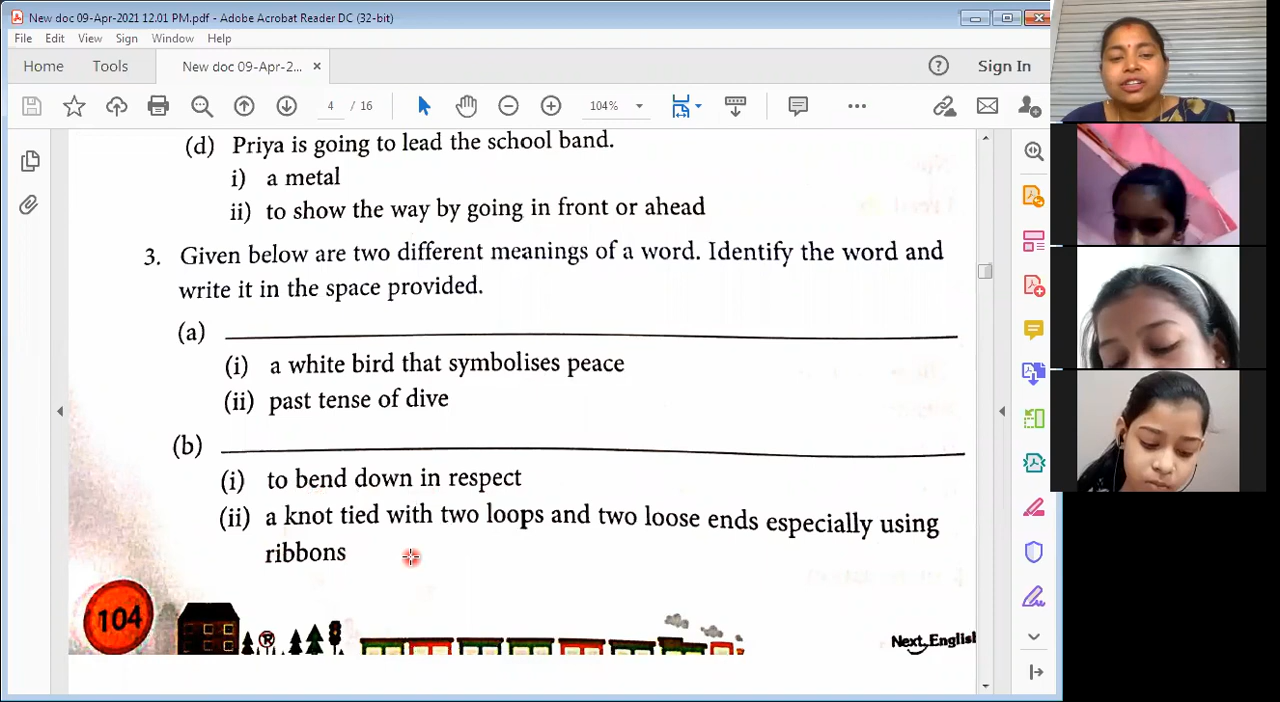 New doc 09-Apr-2021 12.01 PM.pdf - Adobe Acrobat Reader DC (32-bit)
File Edit View Sign Window Help
Home Tools New doc 09-Apr-2... × Sign In
4 / 16 104%
(d) Priya is going to lead the school band.
i) a metal
ii) to show the way by going in front or ahead
3. Given below are two different meanings of a word. Identify the word and
write it in the space provided.
(a)
(i) a white bird that symbolises peace
(ii) past tense of dive
(b)
(i) to bend down in respect
(ii) a knot tied with two loops and two loose ends especially using
ribbons
104
Next English